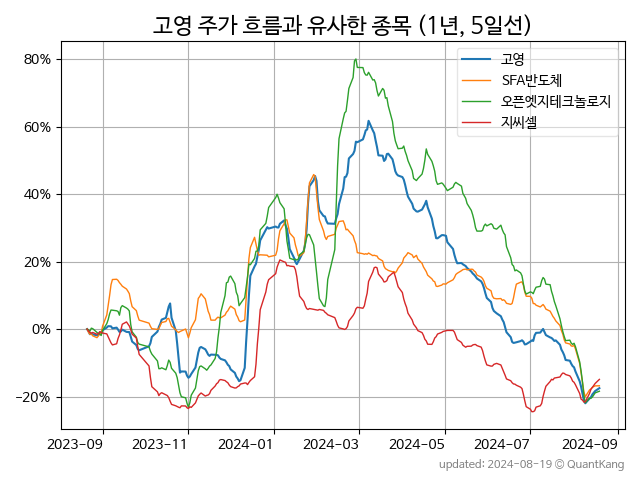 고영 주가 흐름과 유사한 종목 (1년, 5일선)
고영
SFA반도체
오픈엣지테크놀로지
지씨셀
80%
60%
40%
20%
0%
−20%
2023-09 2023-11 2024-01 2024-03 2024-05 2024-07 2024-09
updated: 2024-08-19 © QuantKang